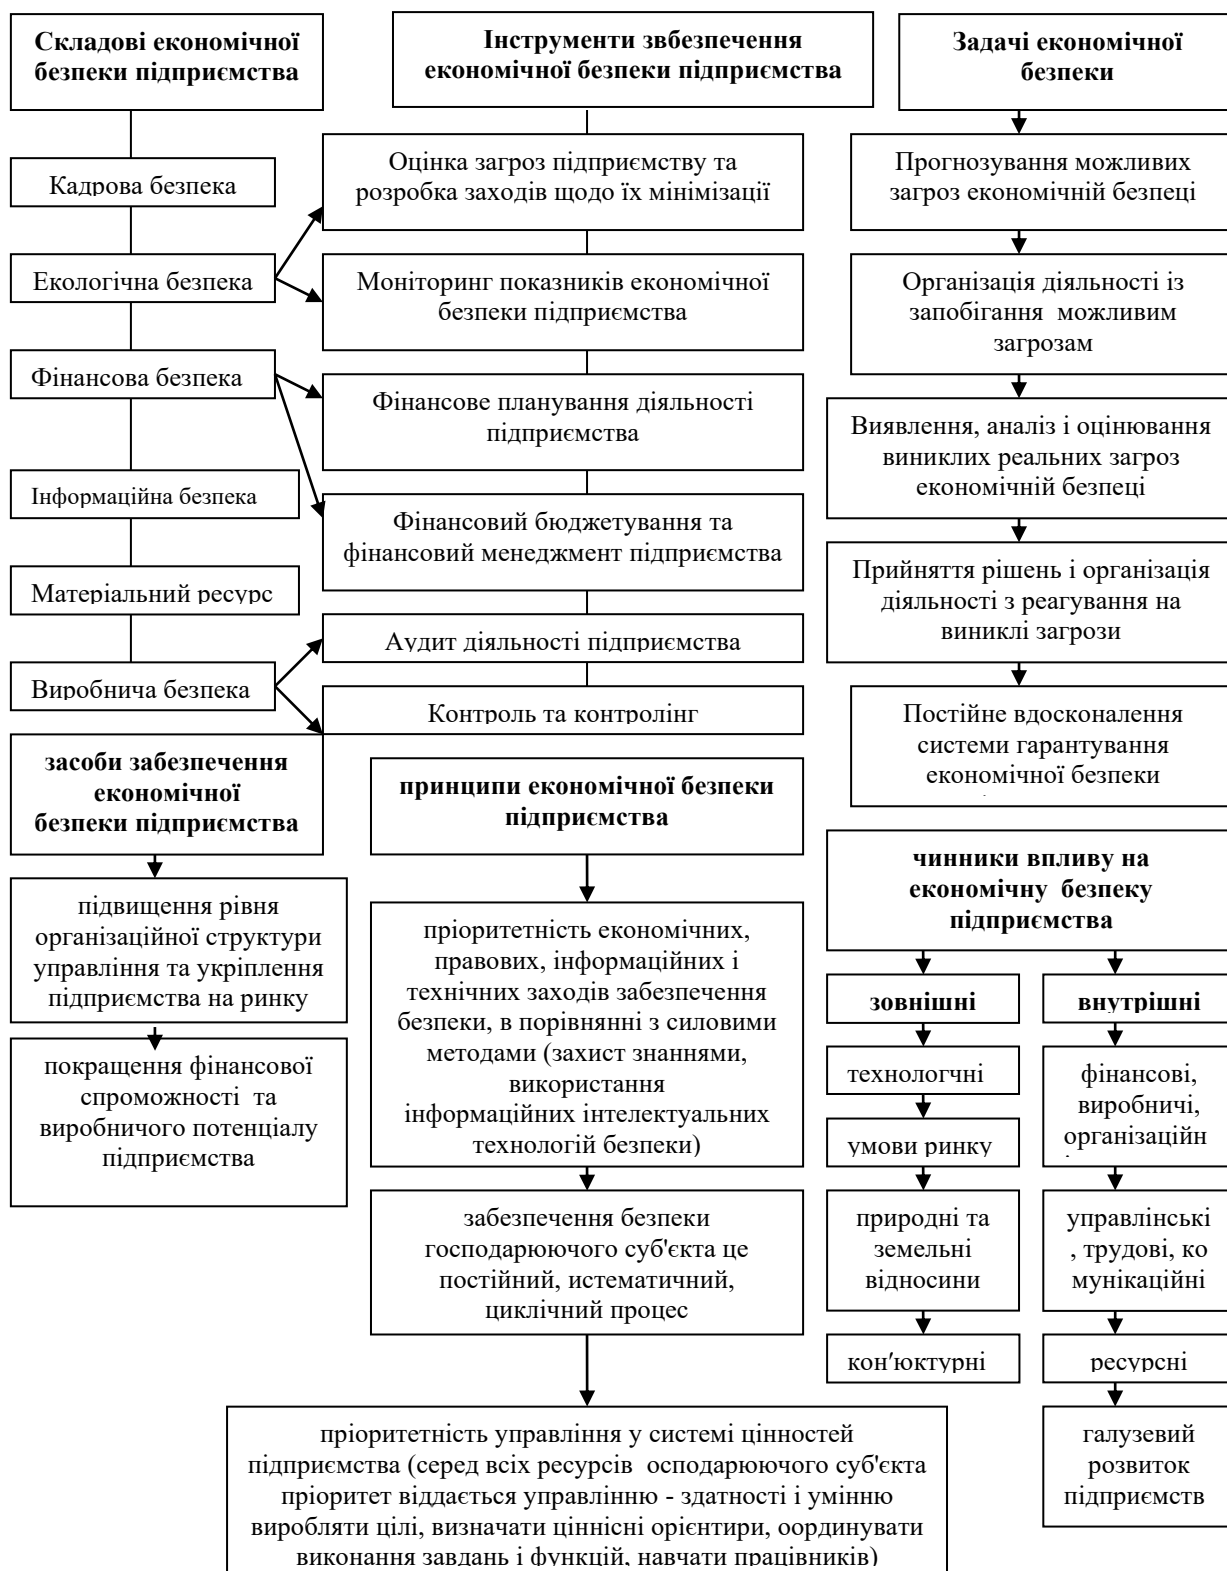 Складові економічної
безпеки підприємства
Кадрова безпека
Екологічна безпека
Фінансова безпека
Інформаційна безпека
Матеріальний ресурс
Виробнича безпека
Інструменти звбезпечення
економічної безпеки підприємства
Оцінка загроз підприємству та
розробка заходів щодо їх мінімізації
Моніторинг показників економічної
безпеки підприємства
Фінансове планування діяльності
підприємства
Фінансовий бюджетування та
фінансовий менеджмент підприємства
Аудит діяльності підприємства
Контроль та контролінг
Задачі економічної
безпеки
Прогнозування можливих
загроз економічній безпеці
Організація діяльності із
запобігання можливим
загрозам
Виявлення, аналіз і оцінювання
виниклих реальних загроз
економічній безпеці
Прийняття рішень і організація
діяльності з реагування на
виниклі загрози
Постійне вдосконалення
системи гарантування
економічної безпеки
засоби забезпечення
економічної
безпеки підприємства
підвищення рівня
організаційної структури
управління та укріплення
підприємства на ринку
покращення фінансової
спроможності та
виробничого потенціалу
підприємства
принципи економічної безпеки
підприємства
пріоритетність економічних,
правових, інформаційних і
технічних заходів забезпечення
безпеки, в порівнянні з силовими
методами (захист знаннями,
використання
інформаційних інтелектуальних
технологій безпеки)
забезпечення безпеки
господарюючого суб'єкта це
постійний, истематичний,
циклічний процес
пріоритетність управління у системі цінностей
підприємства (серед всіх ресурсів осподарюючого суб'єкта
пріоритет віддається управлінню - здатності і умінню
виробляти цілі, визначати ціннісні орієнтири, оординувати
виконання завдань і функцій, навчати працівників)
чинники впливу на
економічну безпеку
підприємства
зовнішні
технологчні
умови ринку
природні та
земельні
відносини
кон'юктурні
внутрішні
фінансові,
виробничі,
організаційн
управлінські
, трудові, ко
мунікаційні
ресурсні
галузевий
розвиток
підприємств